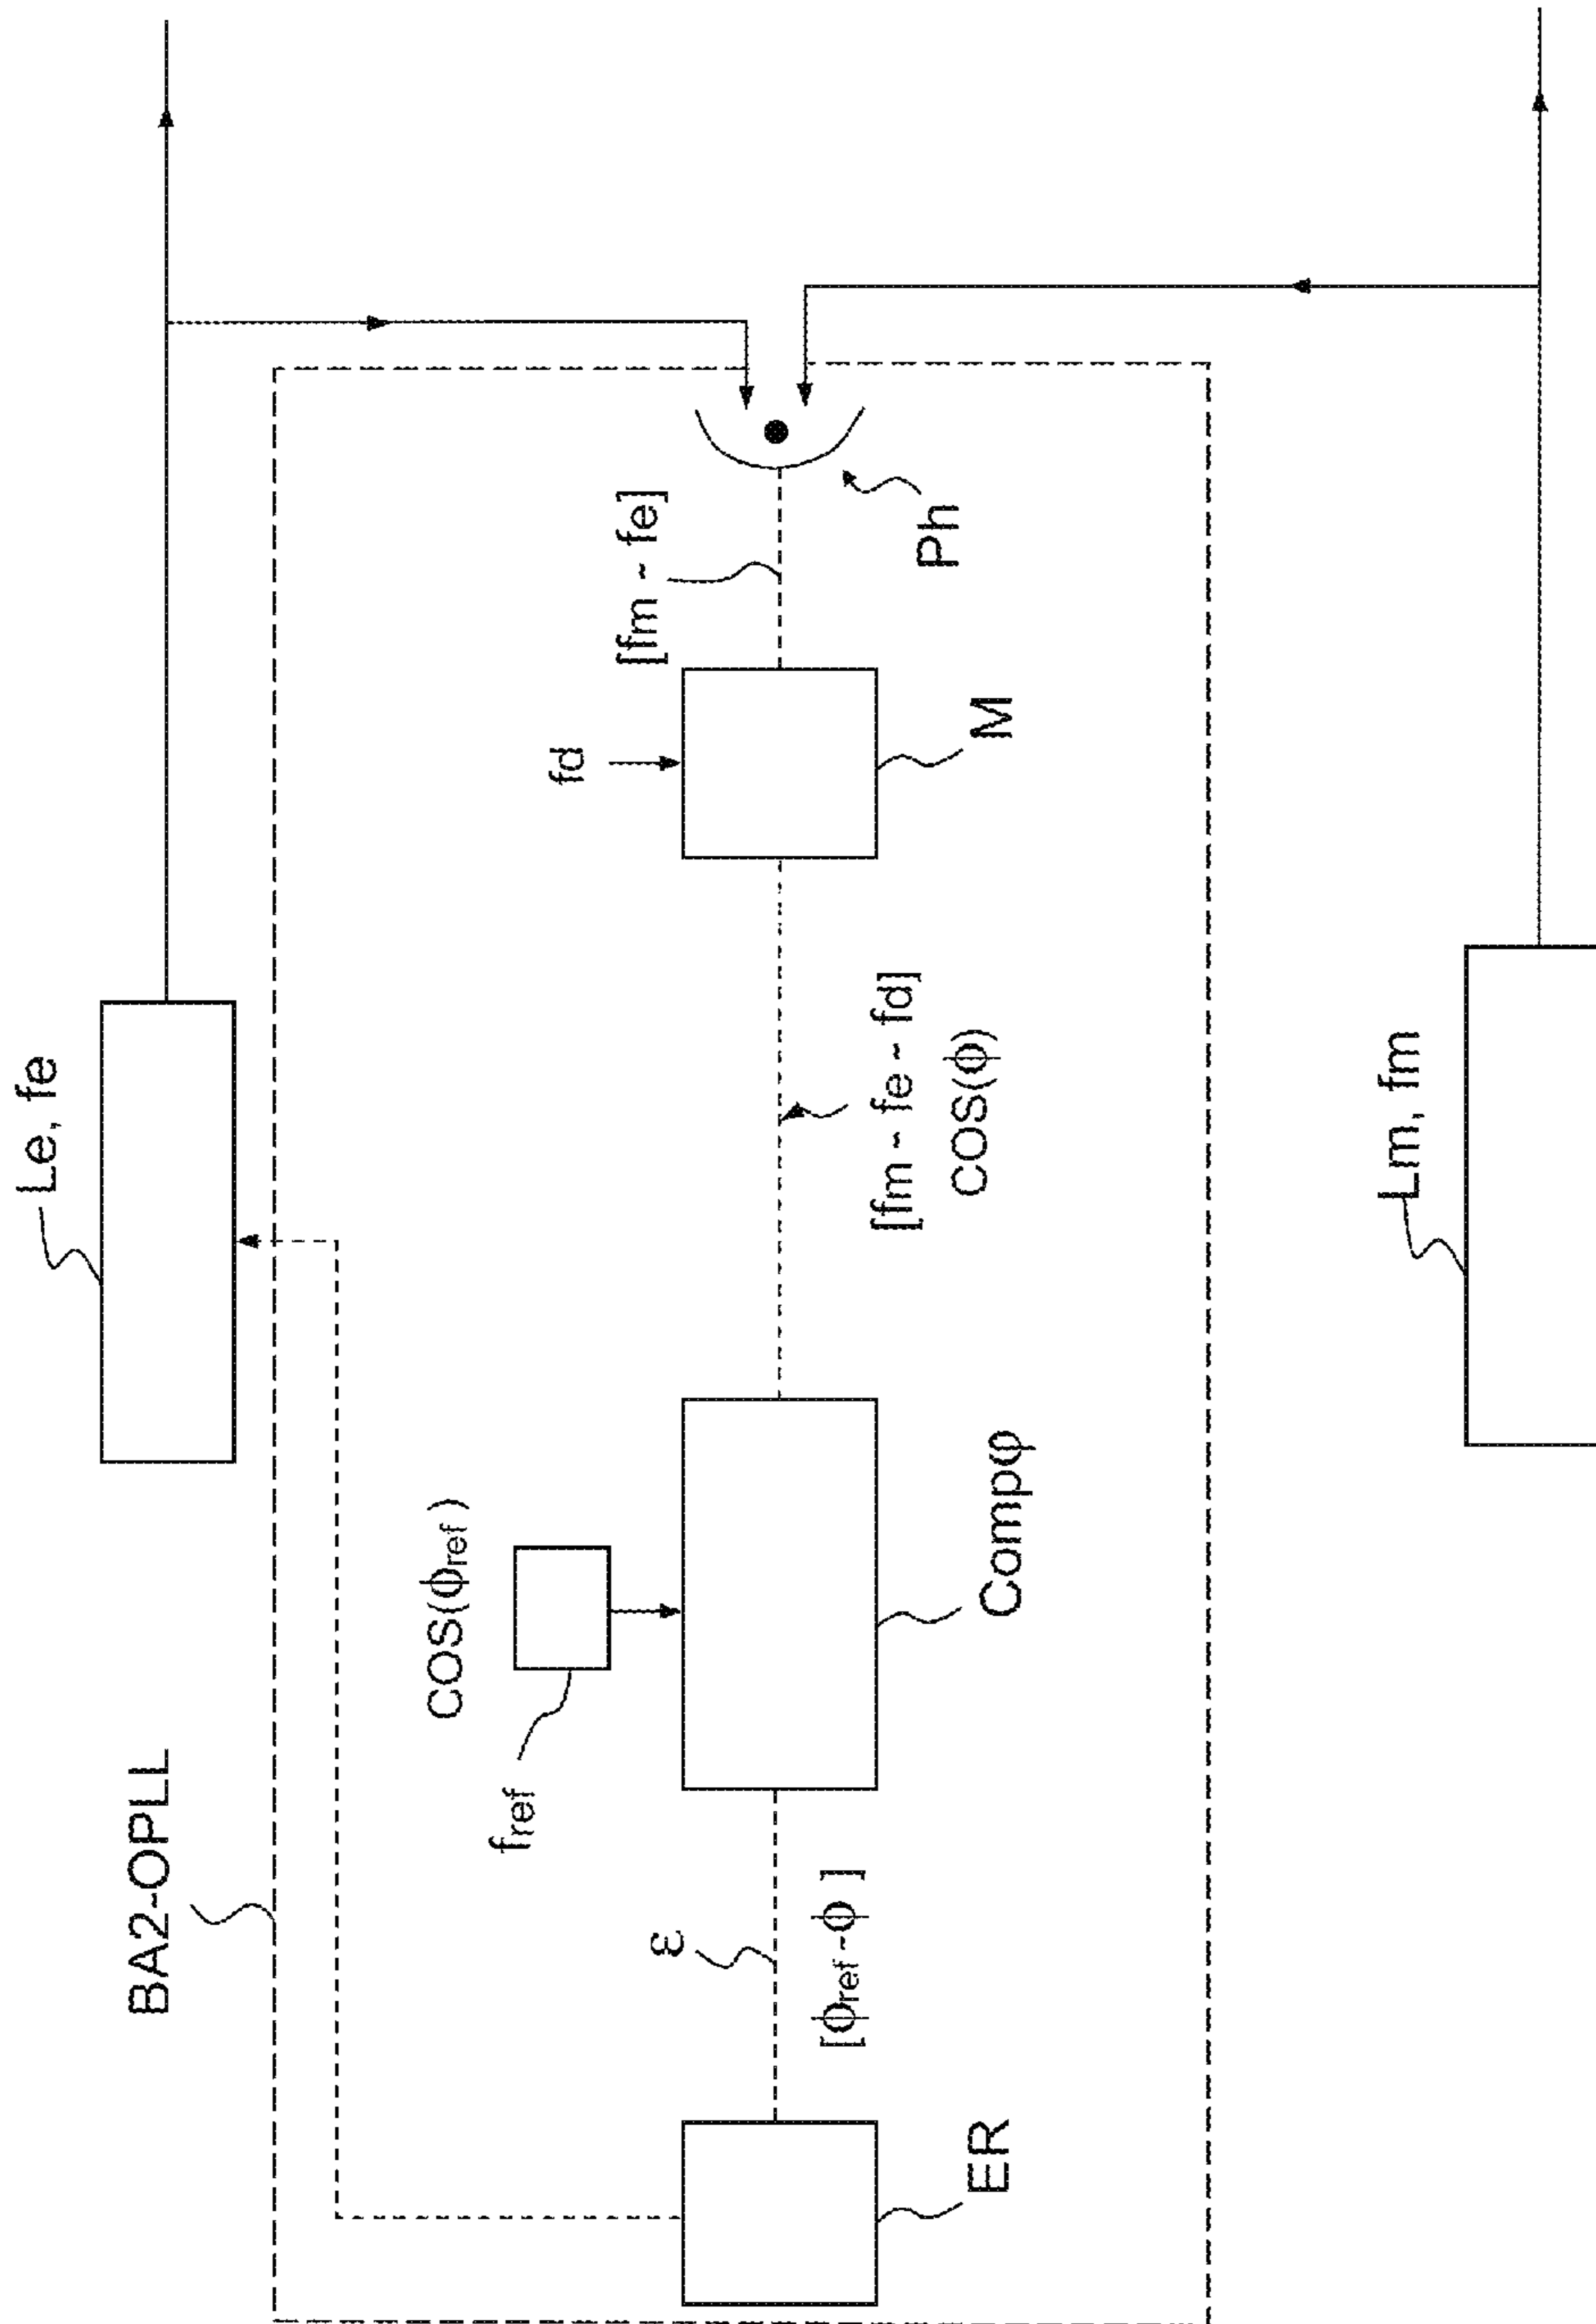 Le, fe
BA2-OPLL
COS(ϕref)
fref
fd
[fm - fe]
ε
[ϕref-ϕ ]
[fm - fe - fd]
COS(ϕ)
Ph
M
Compφ
ER
Lm, fm